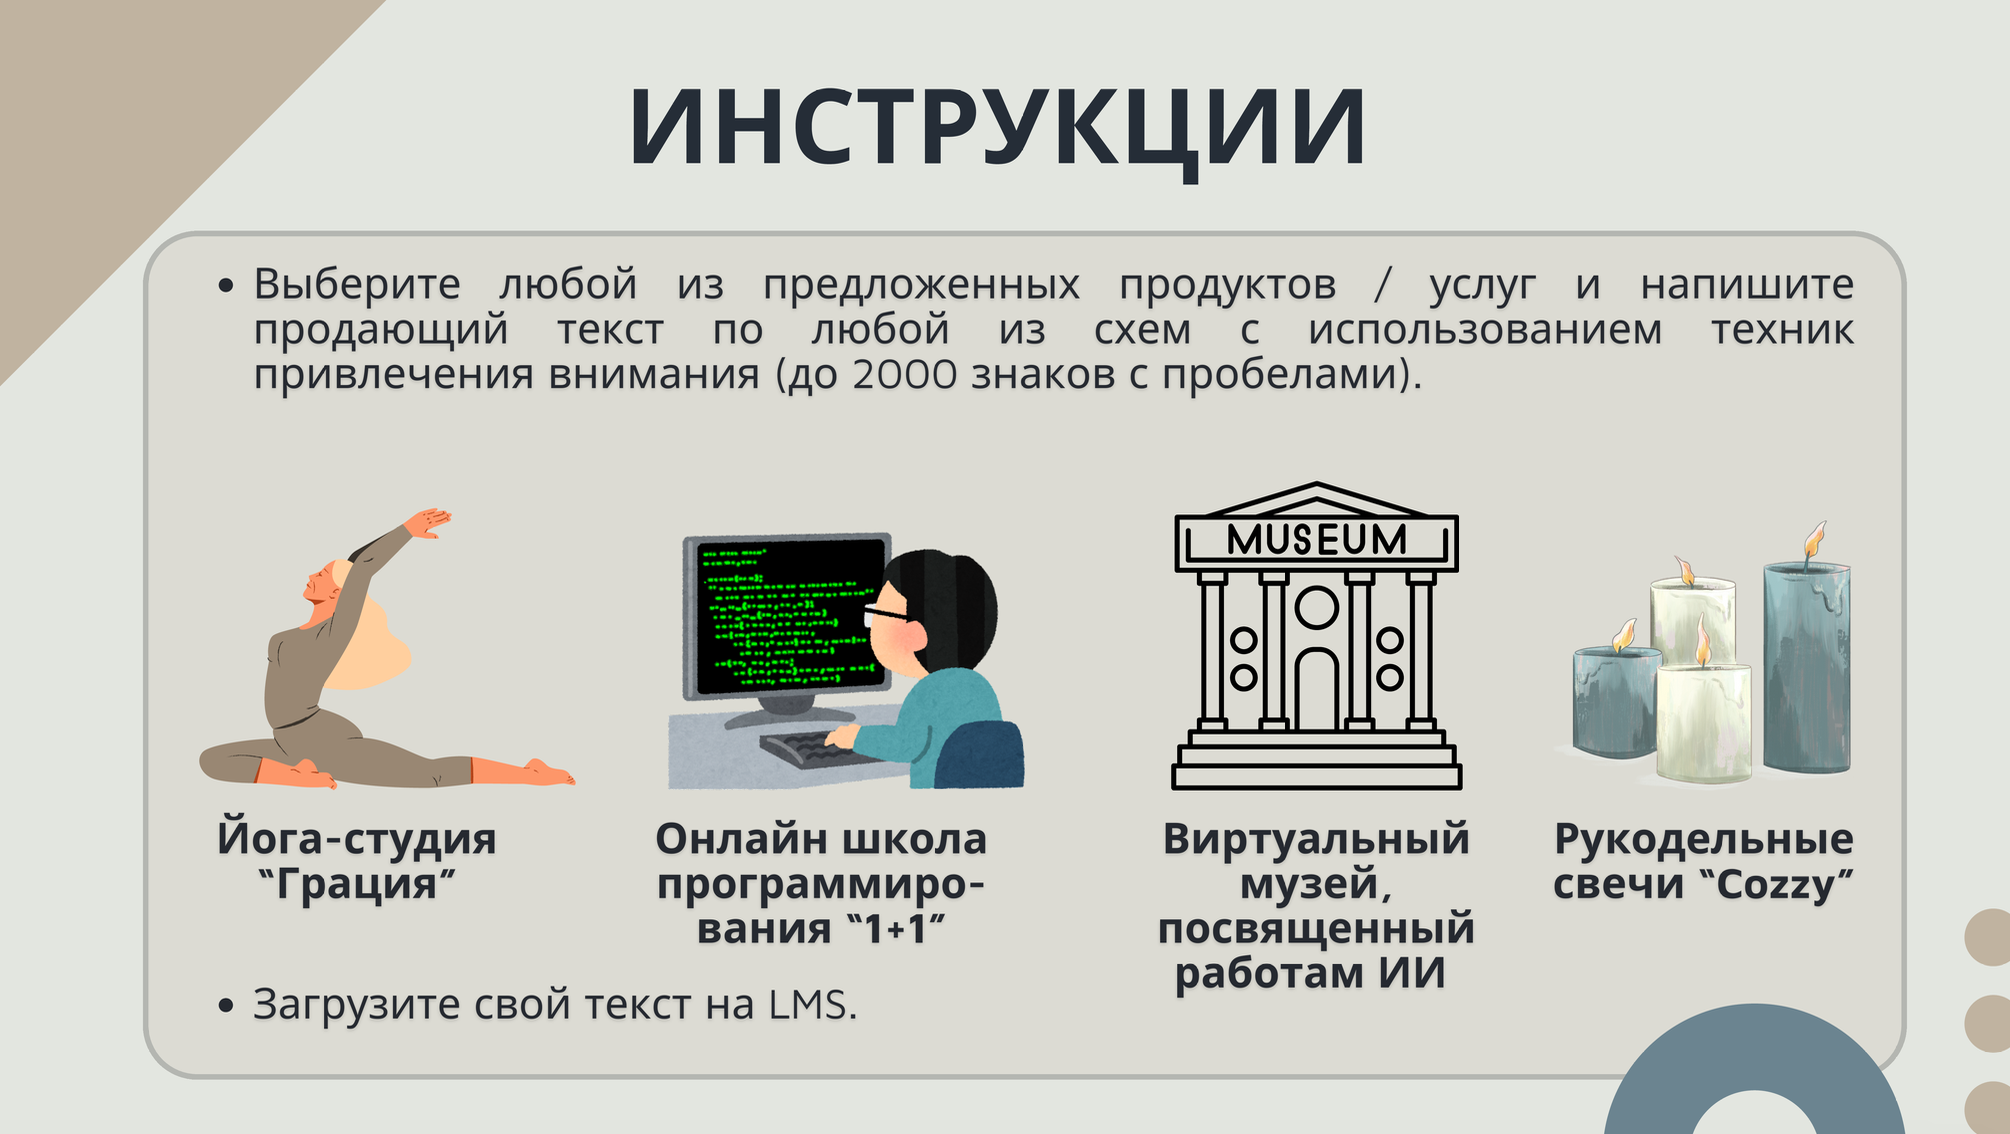 ИНСТРУКЦИИ
• Выберите любой из предложенных продуктов / услуг и напишите
продающий текст по любой из схем с использованием техник
привлечения внимания (до 2000 знаков с пробелами).
MUSEUM
Йога-студия
“Грация”
Онлайн школа
программиро-
вания “1+1”
Виртуальный
музей,
посвященный
работам ИИ
Рукодельные
свечи “Cozzy”
• Загрузите свой текст на LMS.